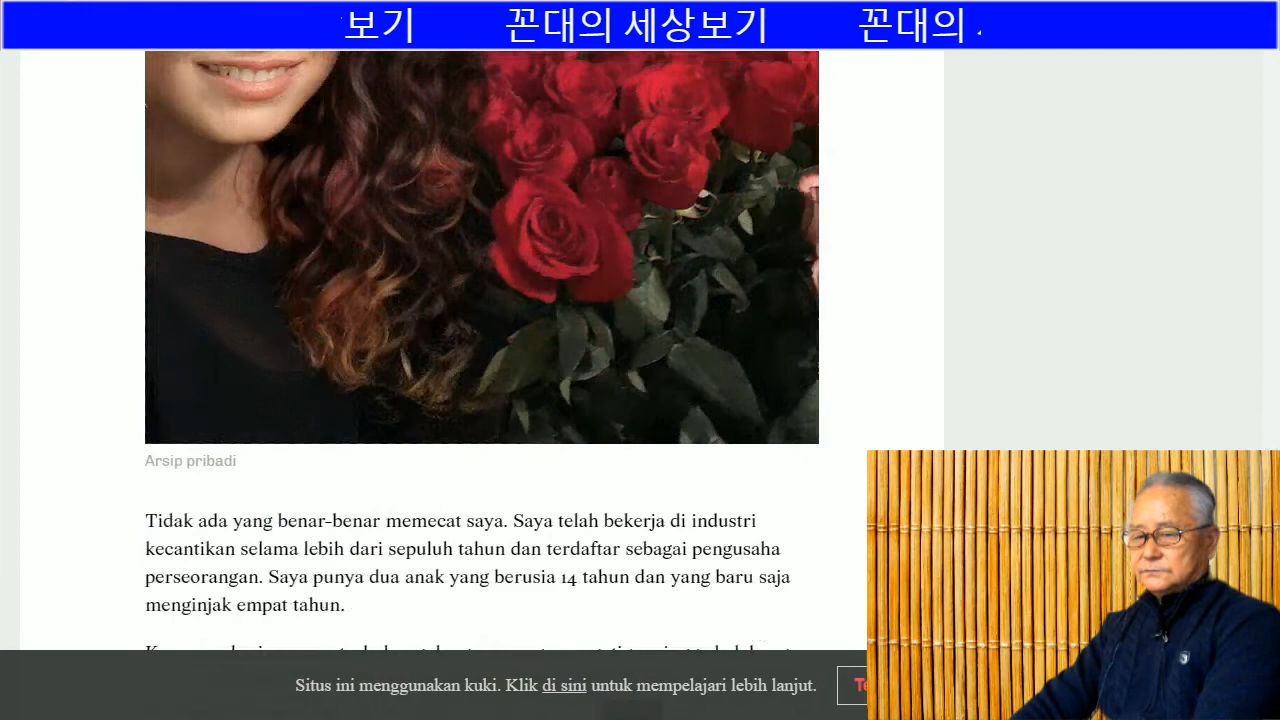 보기 꼰대의 세상보기 꼰대의
Arsip pribadi
Tidak ada yang benar-benar memecat saya. Saya telah bekerja di industri
kecantikan selama lebih dari sepuluh tahun dan terdaftar sebagai pengusaha
perseorangan. Saya punya dua anak yang berusia 14 tahun dan yang baru saja
menginjak empat tahun.
Situs ini menggunakan kuki. Klik di sini untuk mempelajari lebih lanjut.